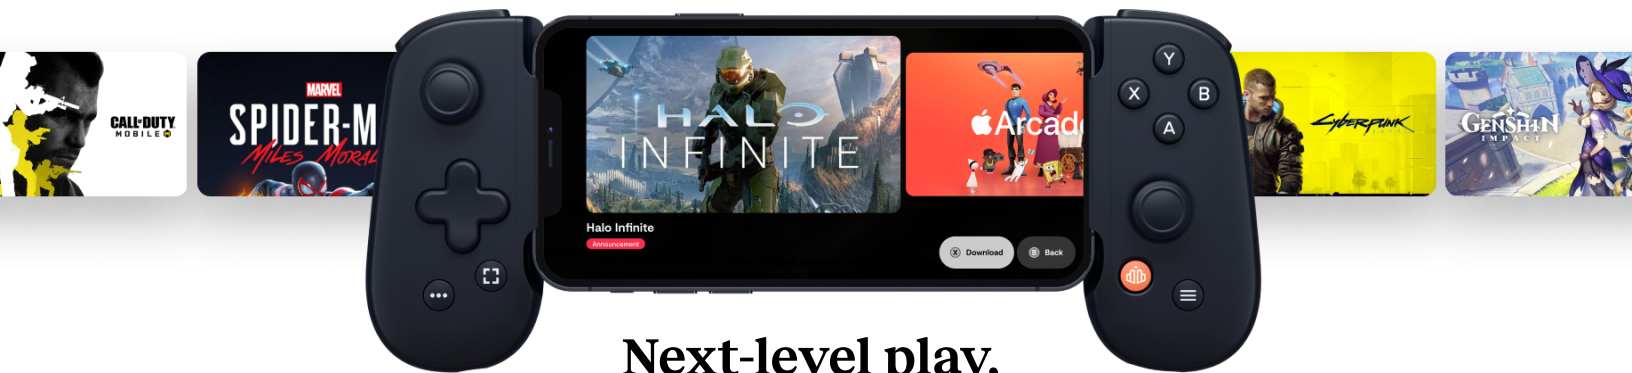 CALL·DUTY
MOBILE
MARVEL
SPIDER-M
MILES MORAL
HALO
INFINITE
Arcade
CYBERPUNK
GENSHIN
IMPACT
Halo Infinite
Announcement
X Download
B Back
Y
X
B
A
Next-level play.